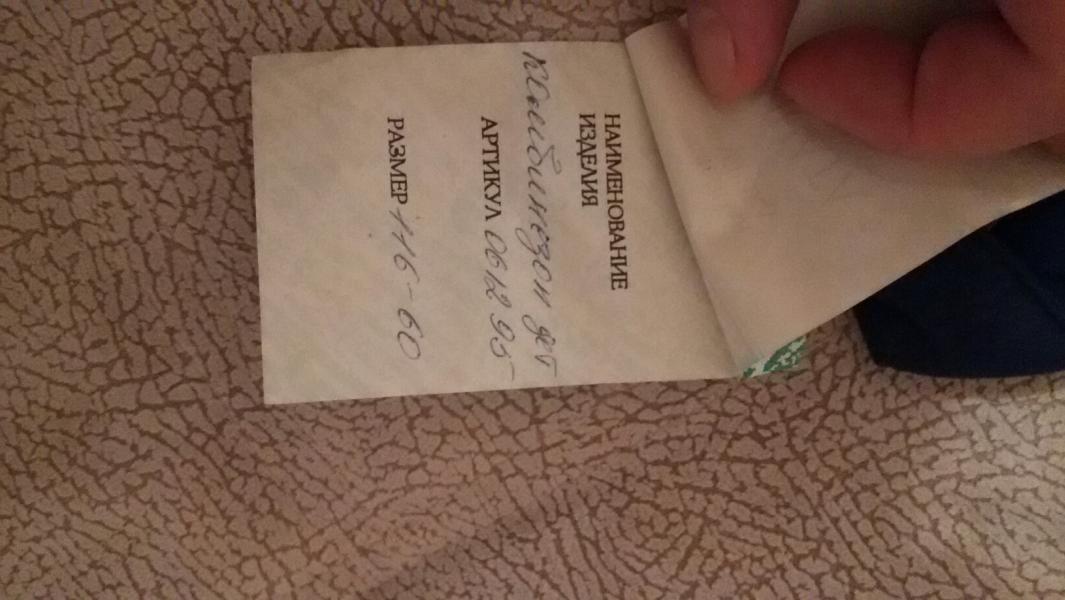 НАИМЕНОВАНИЕ
ИЗДЕЛИЯ
Комбинезон дет
АРТИКУЛ 061295
РАЗМЕР 116-60